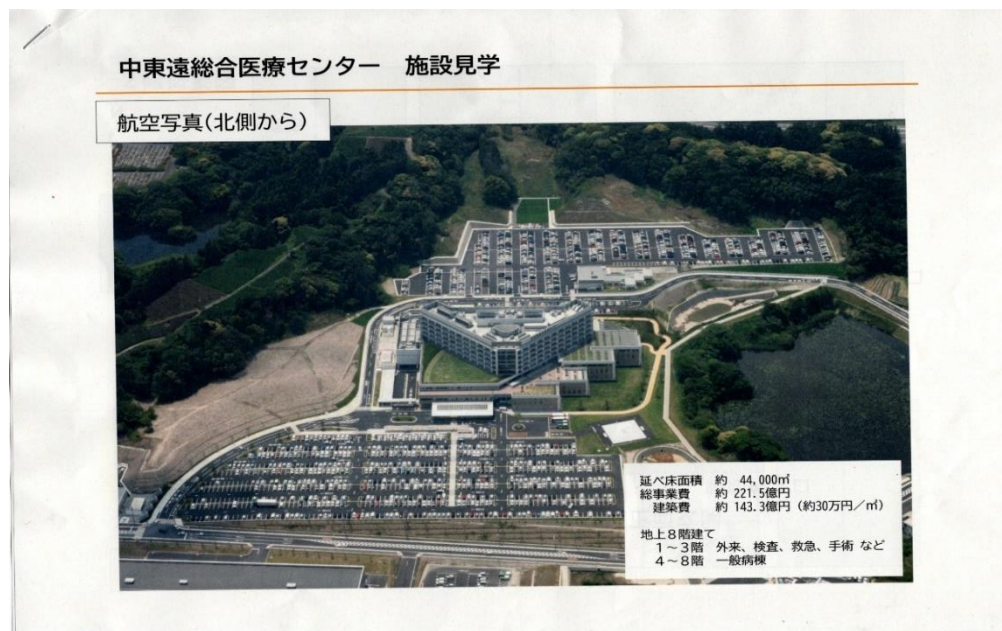 中東遠総合医療センター　施設見学
航空写真(北側から)
延べ床面積　約　44,000㎡
総事業費　　約 221.5億円
建築費　　約 143.3億円 (約30万円／㎡)
地上８階建て
１～３階　外来、検査、救急、手術 など
４～８階　一般病棟